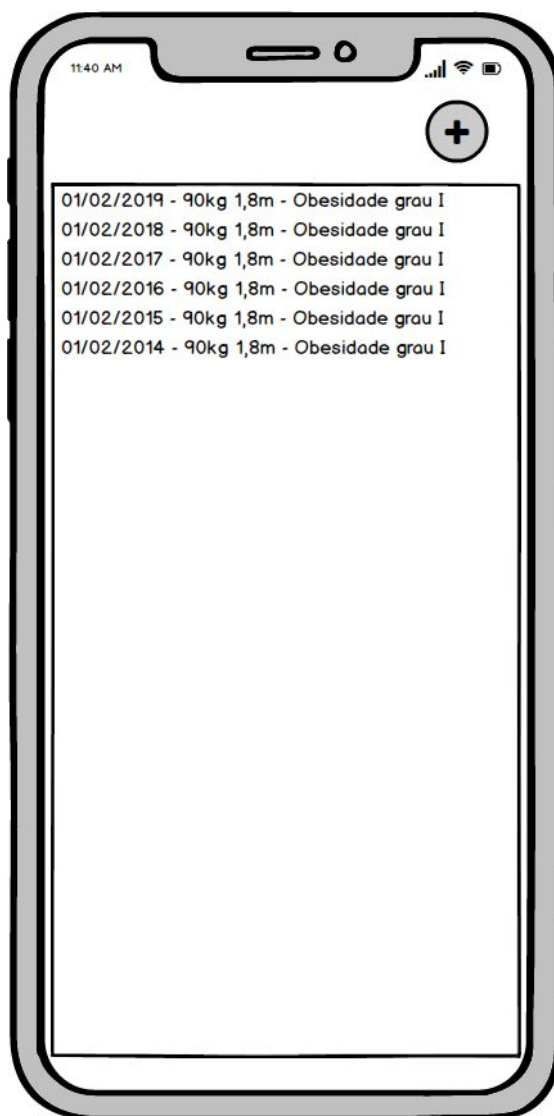 11:40 AM
01/02/2019 - 90kg 1,8m - Obesidade grau I
01/02/2018 - 90kg 1,8m - Obesidade grau I
01/02/2017 - 90kg 1,8m - Obesidade grau I
01/02/2016 - 90kg 1,8m - Obesidade grau I
01/02/2015 - 90kg 1,8m - Obesidade grau I
01/02/2014 - 90kg 1,8m - Obesidade grau I